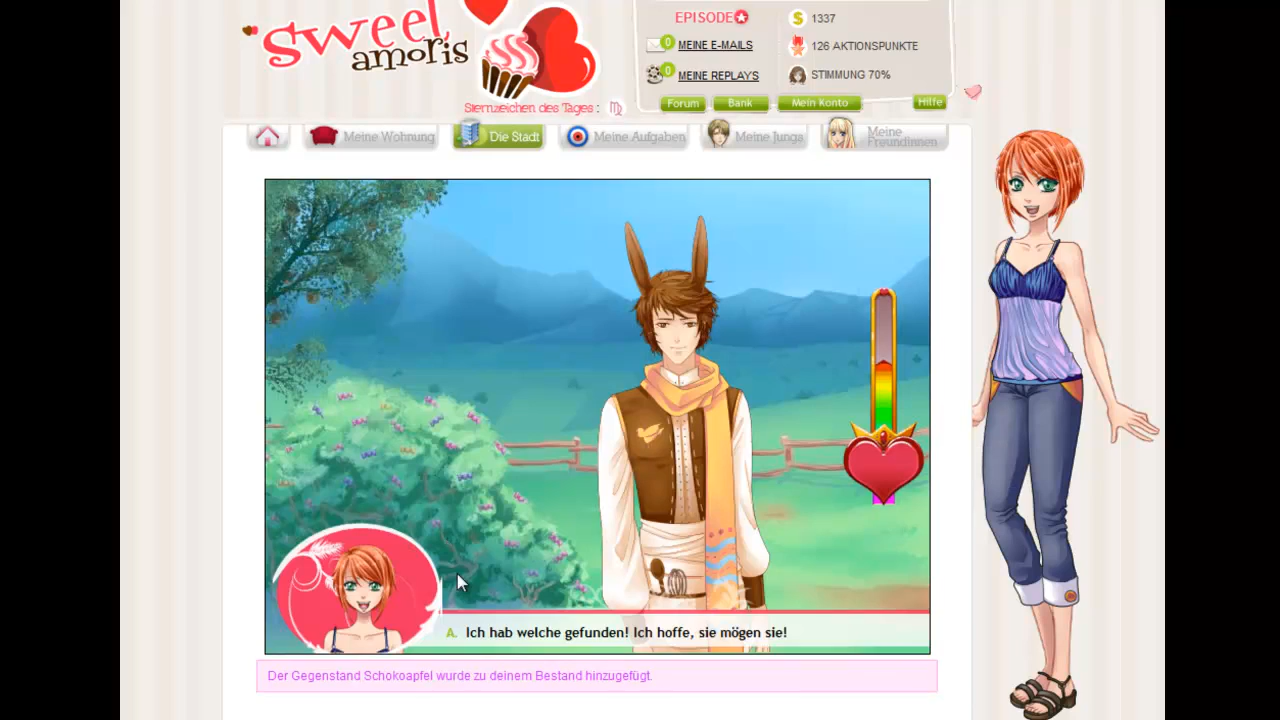 sweet amoris
EPISODE
0 MEINE E-MAILS
0 MEINE REPLAYS
1337
126 AKTIONSPUNKTE
STIMMUNG 70%
Sternzeichen des Tages :
Forum
Bank
Mein Konto
Hilfe
Meine Wohnung
Die Stadt
Meine Aufgaben
Meine Jungs
Meine
Freundinnen
A. Ich hab welche gefunden! Ich hoffe, sie mögen sie!
Der Gegenstand Schokoapfel wurde zu deinem Bestand hinzugefügt.